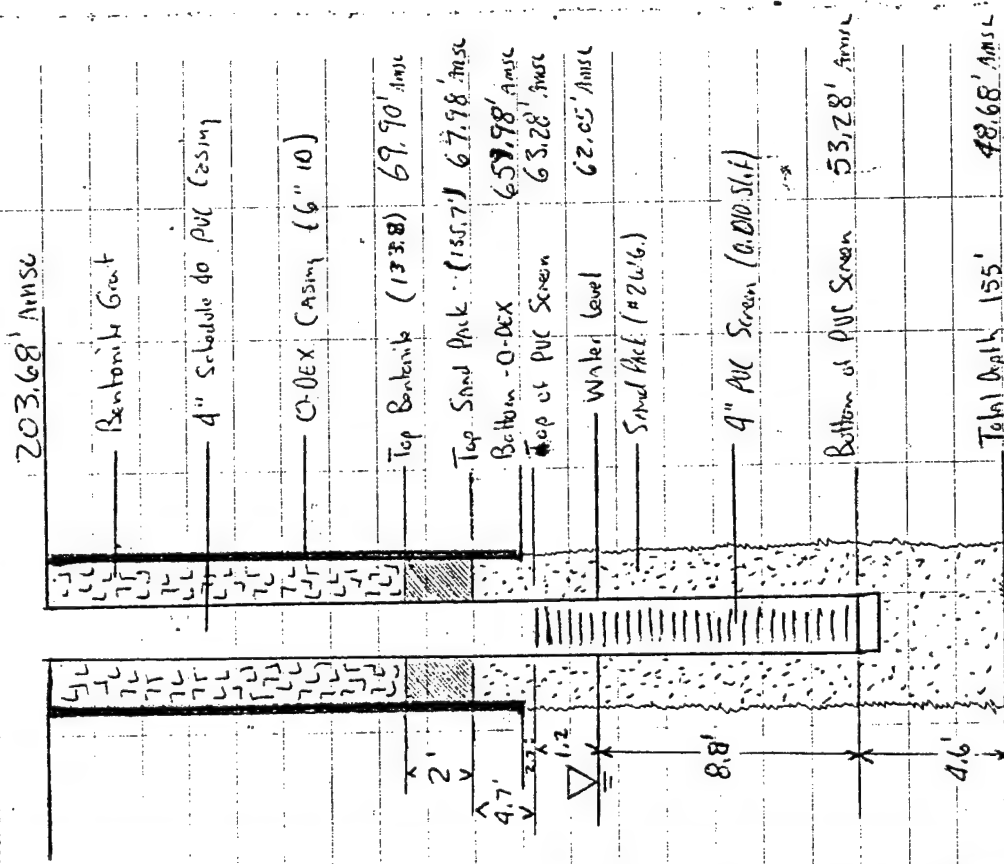 203.68' AMSL
Bentonite Grout
4" Schedule 40 PVC Casing
O-DEX Casing (6" ID)
Top Bentonite (133.8) 69.90' AMSL
Top Sand Pack (135.7') 67.98' AMSL
Bottom - O-DEX AMSL
Top of PVC Screen 63.28' AMSL
Water Level 62.05' AMSL
Sand Pack
4" PVC Screen (0.010 Slit)
Bottom of PVC Screen 53.28' AMSL
Total Depth 155' 48.68' AMSL
2'
4.7'
1.2
8.8'
4.6'